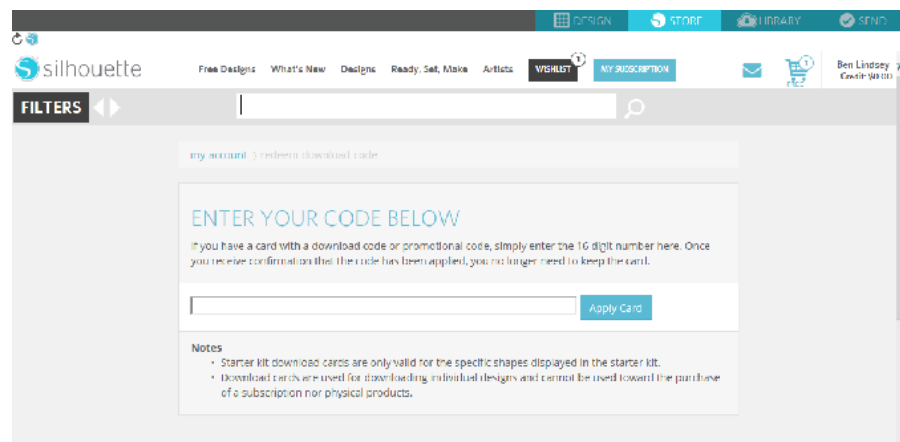 DESIGN STORE LIBRARY SEND
silhouette Free Designs What's New Designs Ready, Set, Make Artists WISHLIST 1 MY SUBSCRIPTION 1 Ben Lindsey
Credit: $0.00
FILTERS
my account > redeem download code
ENTER YOUR CODE BELOW
If you have a card with a download code or promotional code, simply enter the 16 digit number here. Once
you receive confirmation that the code has been applied, you no longer need to keep the card.
Apply Card
Notes
• Starter kit download cards are only valid for the specific shapes displayed in the starter kit.
• Download cards are used for downloading individual designs and cannot be used toward the purchase
of a subscription nor physical products.